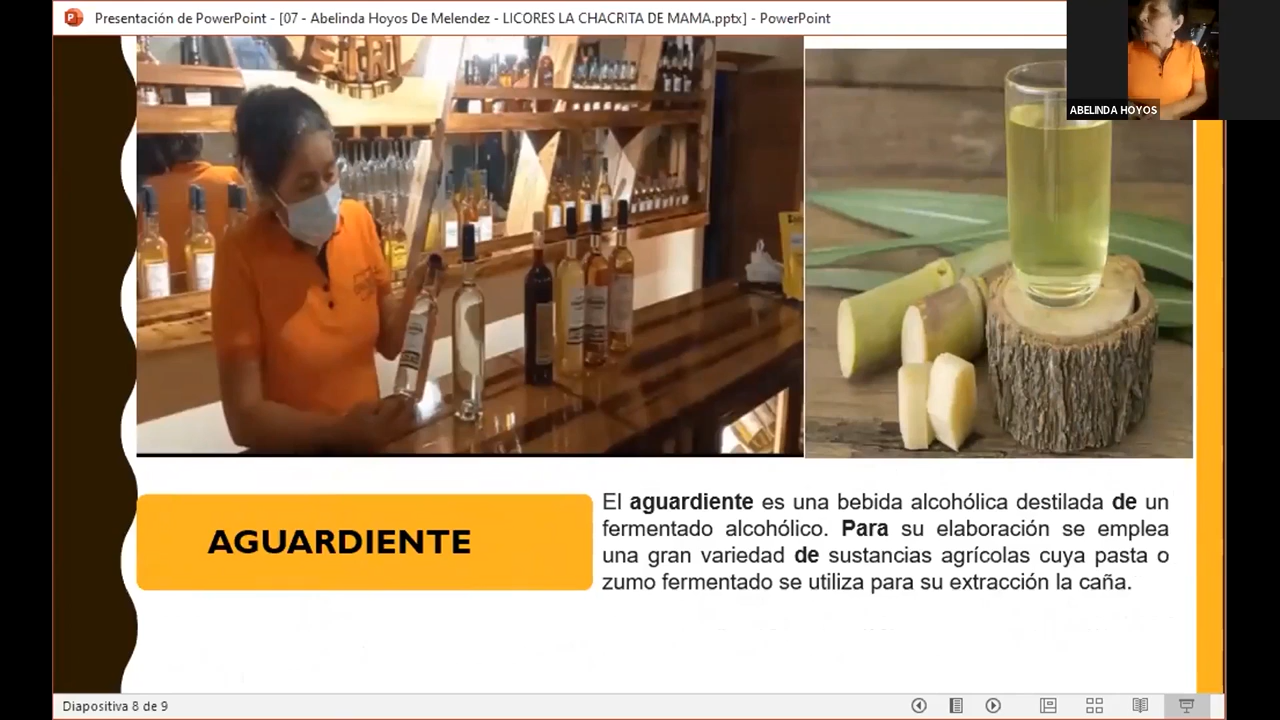 Presentación de PowerPoint - [07 - Abelinda Hoyos De Melendez - LICORES LA CHACRITA DE MAMA.pptx] - PowerPoint
ABELINDA HOYOS
AGUARDIENTE
El aguardiente es una bebida alcohólica destilada de un
fermentado alcohólico. Para su elaboración se emplea
una gran variedad de sustancias agrícolas cuya pasta o
zumo fermentado se utiliza para su extracción la caña.
Diapositiva 8 de 9